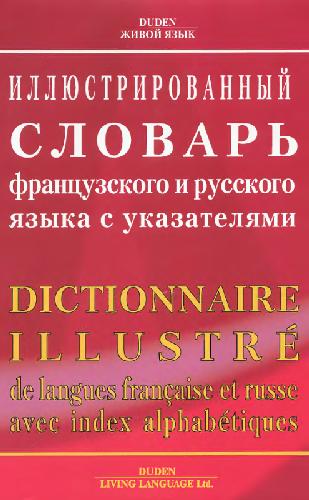 DUDEN
ЖИВОЙ ЯЗЫК
ИЛЛЮСТРИРОВАННЫЙ
СЛОВАРЬ
французского и русского
языка с указателями
DICTIONNAIRE
ILLUSTRÉ
de langues française et russe
avec index alphabétiques
DUDEN
LIVING LANGUAGE Ltd.